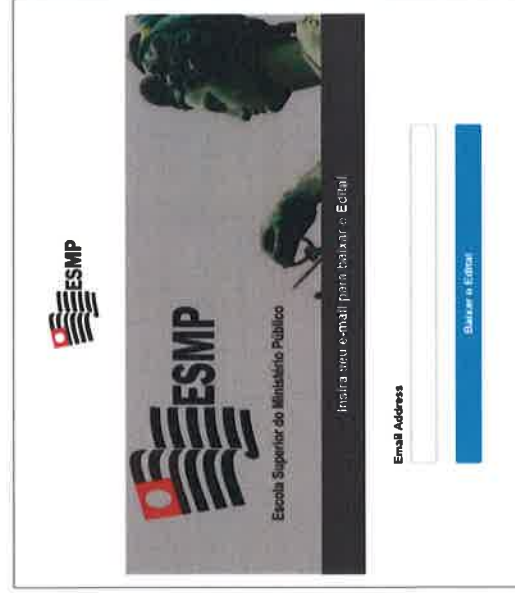 ESMP
ESMP
Escola Superior do Ministério Público
Insira seu e-mail para baixar o Edital
Email Address
Baixar o Edital